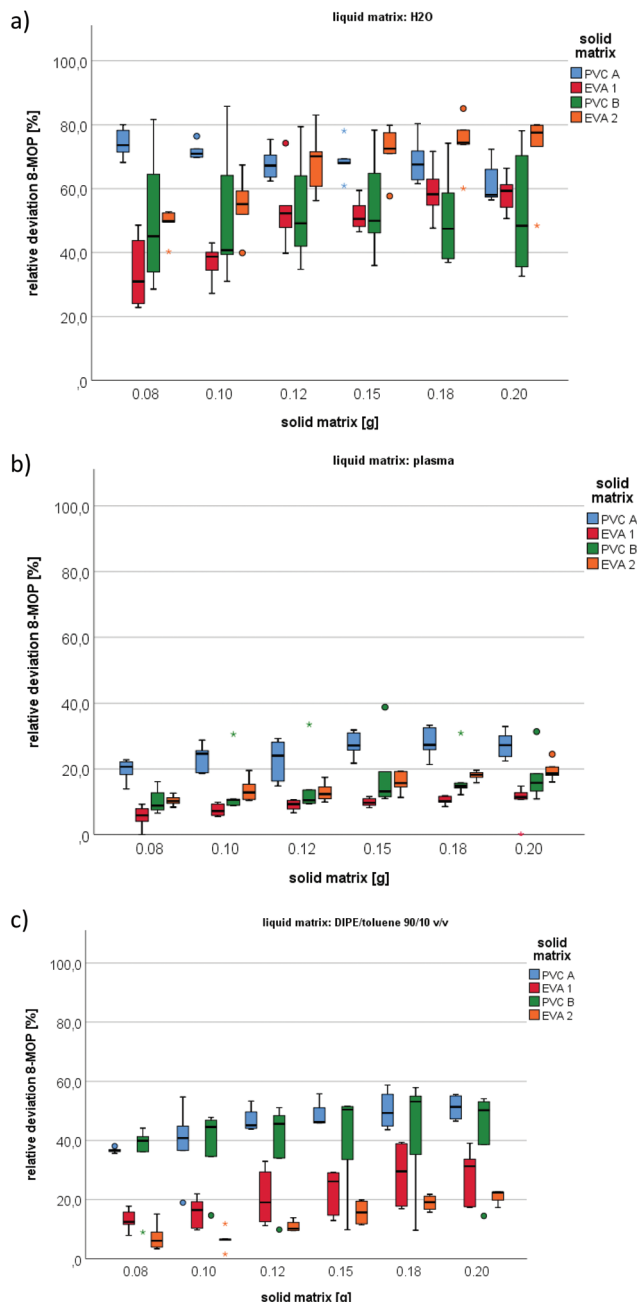 a)
liquid matrix: H2O
solid
matrix
PVC A
EVA 1
PVC B
EVA 2
relative deviation 8-MOP [%]
100,0
80,0
60,0
40,0
20,0
,0
0.08 0.10 0.12 0.15 0.18 0.20
solid matrix [g]
b)
liquid matrix: plasma
solid
matrix
PVC A
EVA 1
PVC B
EVA 2
relative deviation 8-MOP [%]
100,0
80,0
60,0
40,0
20,0
,0
0.08 0.10 0.12 0.15 0.18 0.20
solid matrix [g]
c)
liquid matrix: DIPE/toluene 90/10 v/v
solid
matrix
PVC A
EVA 1
PVC B
EVA 2
relative deviation 8-MOP [%]
100,0
80,0
60,0
40,0
20,0
,0
0.08 0.10 0.12 0.15 0.18 0.20
solid matrix [g]